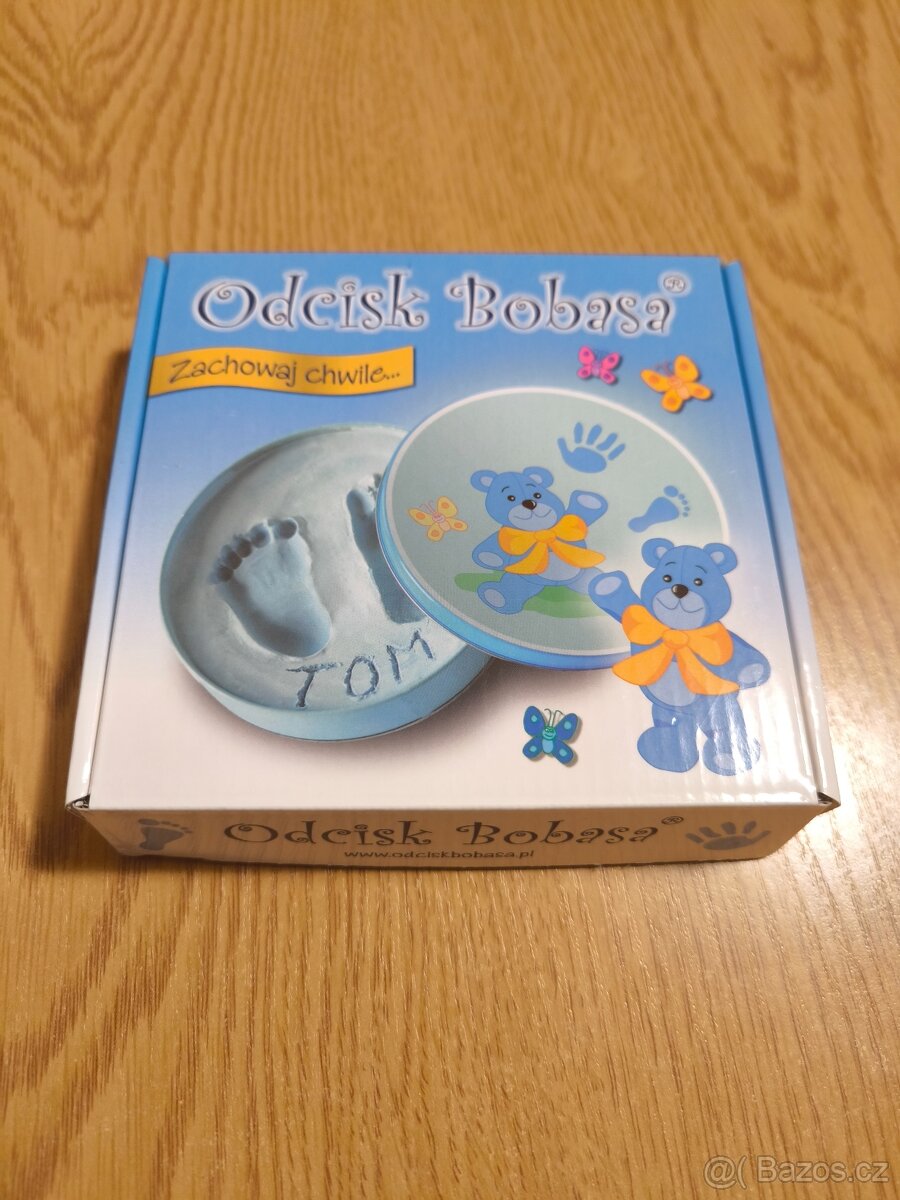 Odcisk Bobasa®
Zachowaj chwile...
TOM
Odcisk Bobasa®
www.odciskbobasa.pl
@( Bazos.cz